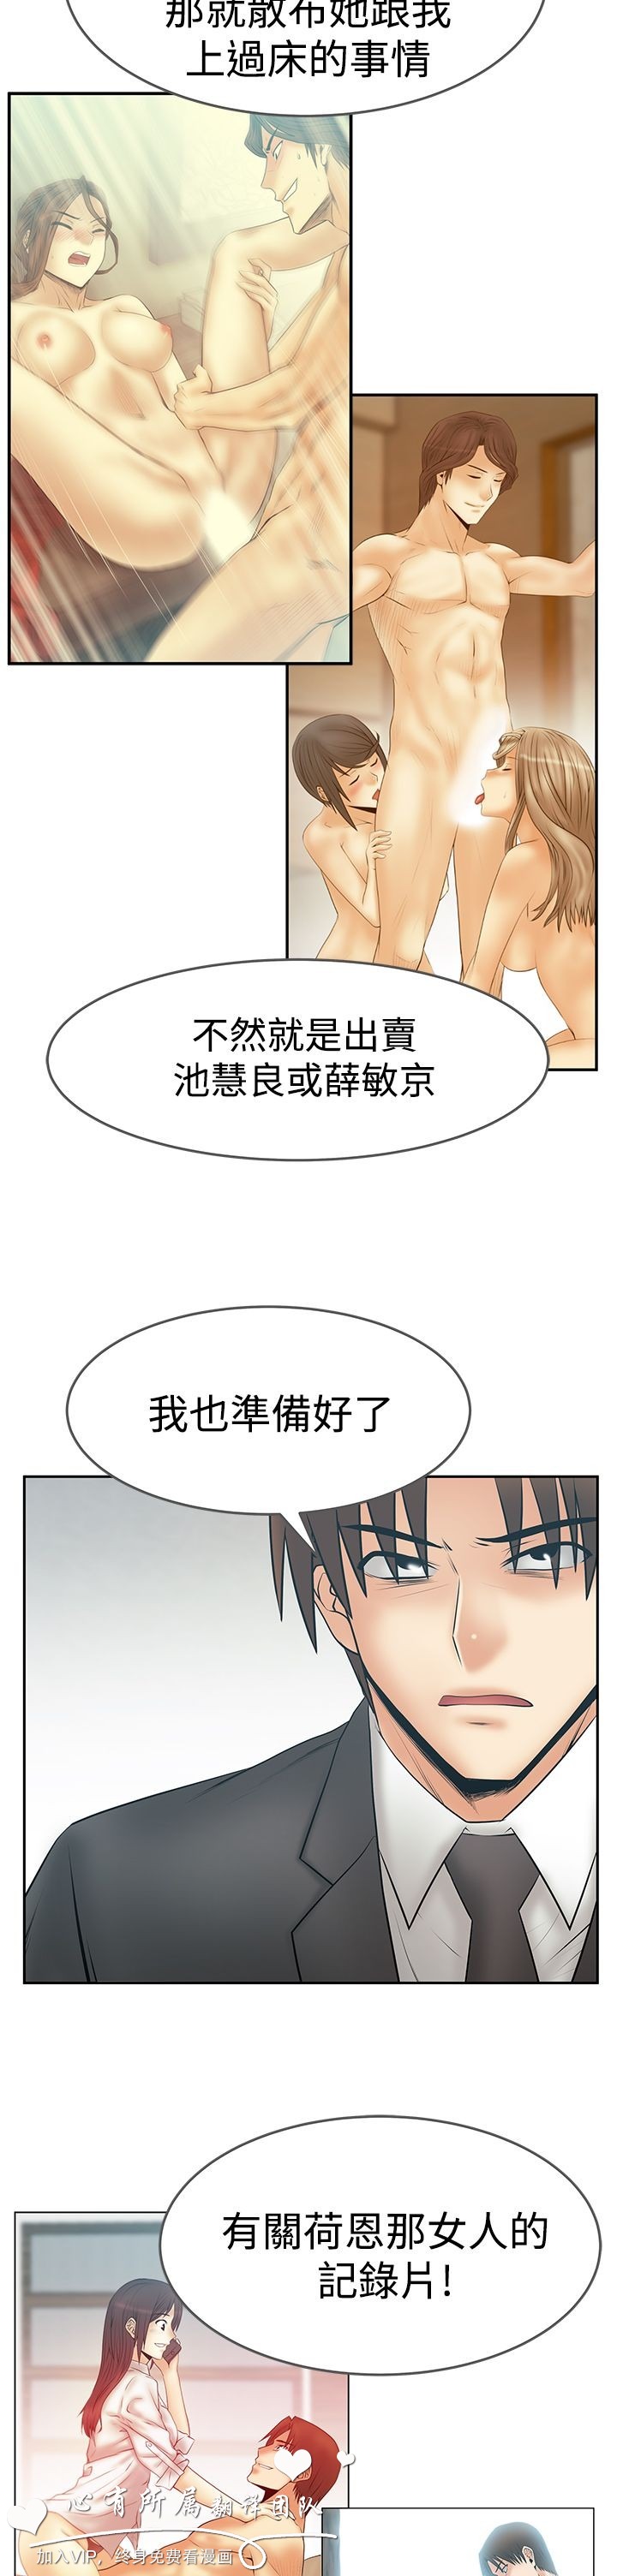 那就散布她跟我
上過床的事情
不然就是出賣
池慧良或薛敏京
我也準備好了
有關荷恩那女人的
記錄片!
心有所属翻译团队
加入VIP，终身免费看漫画